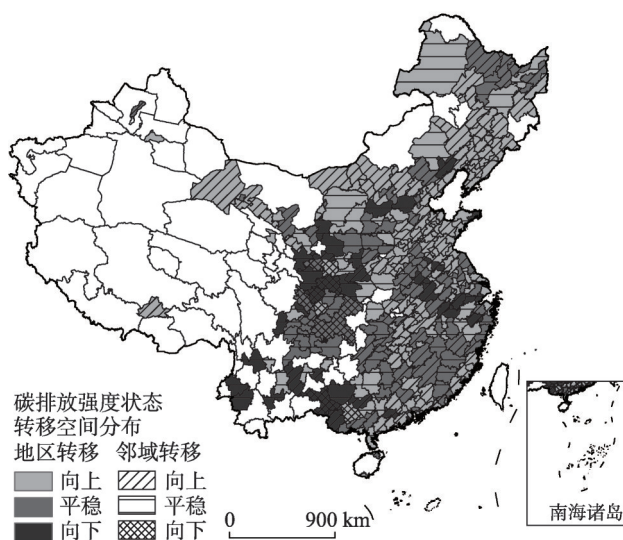 碳排放强度状态
转移空间分布
地区转移 邻域转移
向上 向上
平稳 平稳
向下 向下
0 900 km
南海诸岛